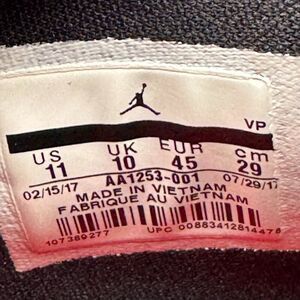 VP
US UK EUR cm
11 10 45 29
02/15/17 AA1253-001 07/29/17
MADE IN VIETNAM
FABRIQUE AU VIETNAM
107389277 UPC 00883412814476